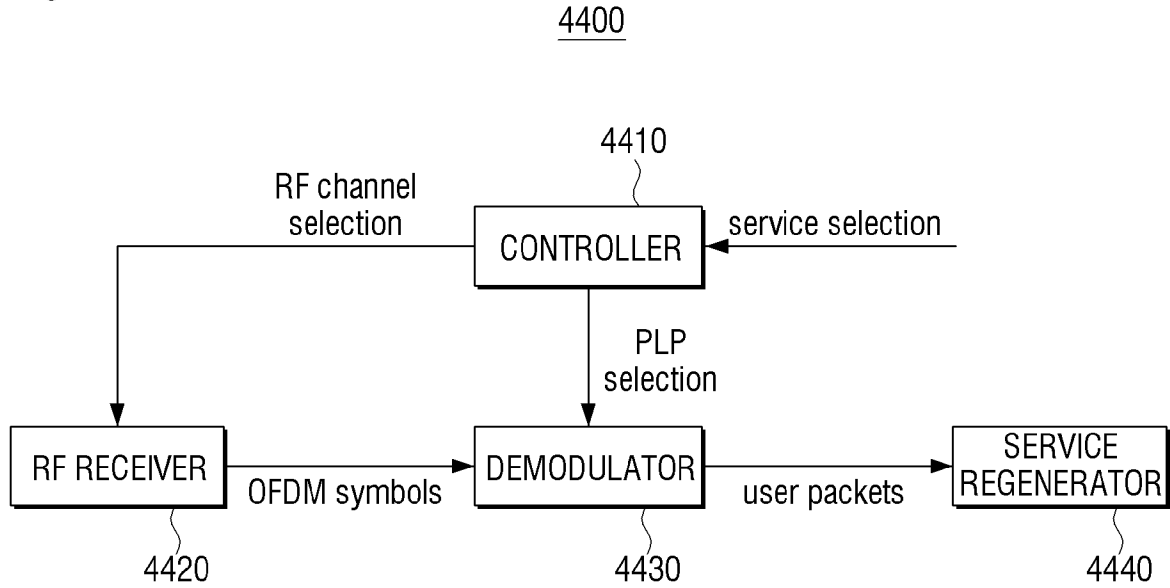 4400
4410
RF channel
selection
CONTROLLER
service selection
PLP
selection
RF RECEIVER
OFDM symbols
DEMODULATOR
user packets
SERVICE
REGENERATOR
4420
4430
4440